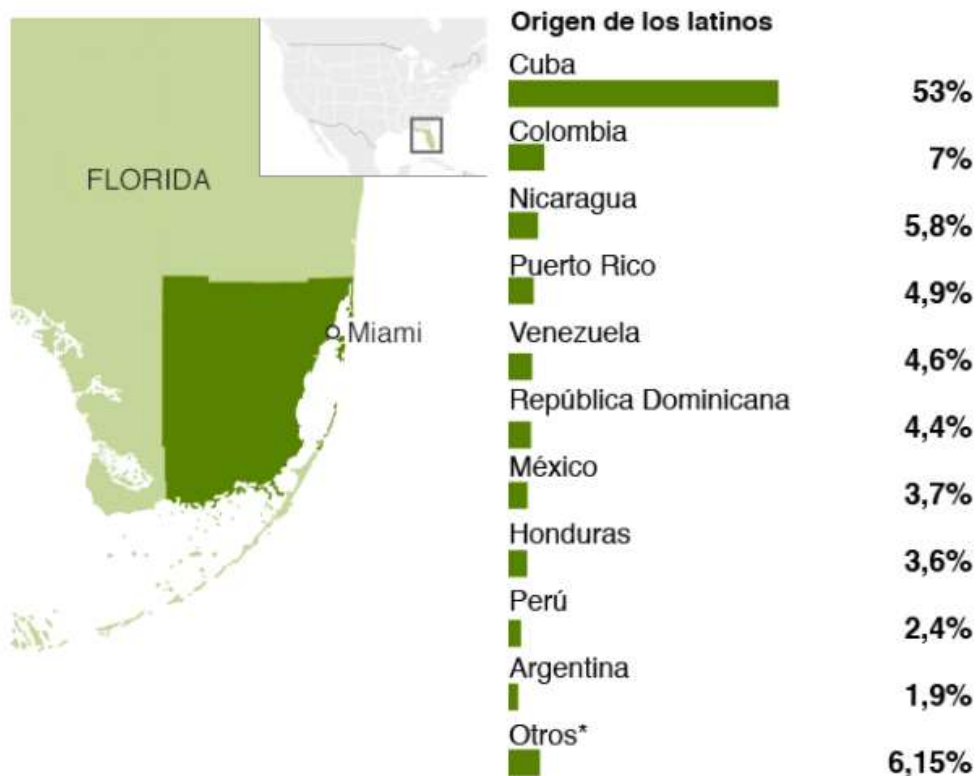 FLORIDA
Miami
Origen de los latinos
Cuba
53%
Colombia
7%
Nicaragua
5,8%
Puerto Rico
4,9%
Venezuela
4,6%
República Dominicana
4,4%
México
3,7%
Honduras
3,6%
Perú
2,4%
Argentina
1,9%
Otros*
6,15%